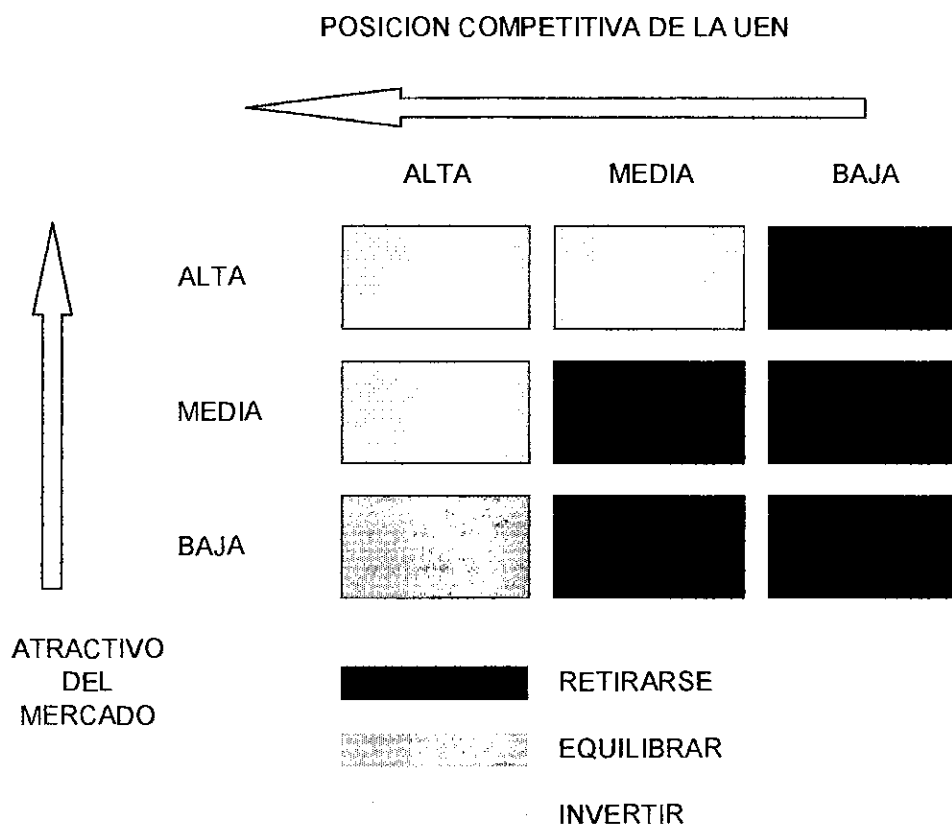 POSICION COMPETITIVA DE LA UEN
ALTA MEDIA BAJA
ALTA
MEDIA
BAJA
ATRACTIVO
DEL
MERCADO
RETIRARSE
EQUILIBRAR
INVERTIR